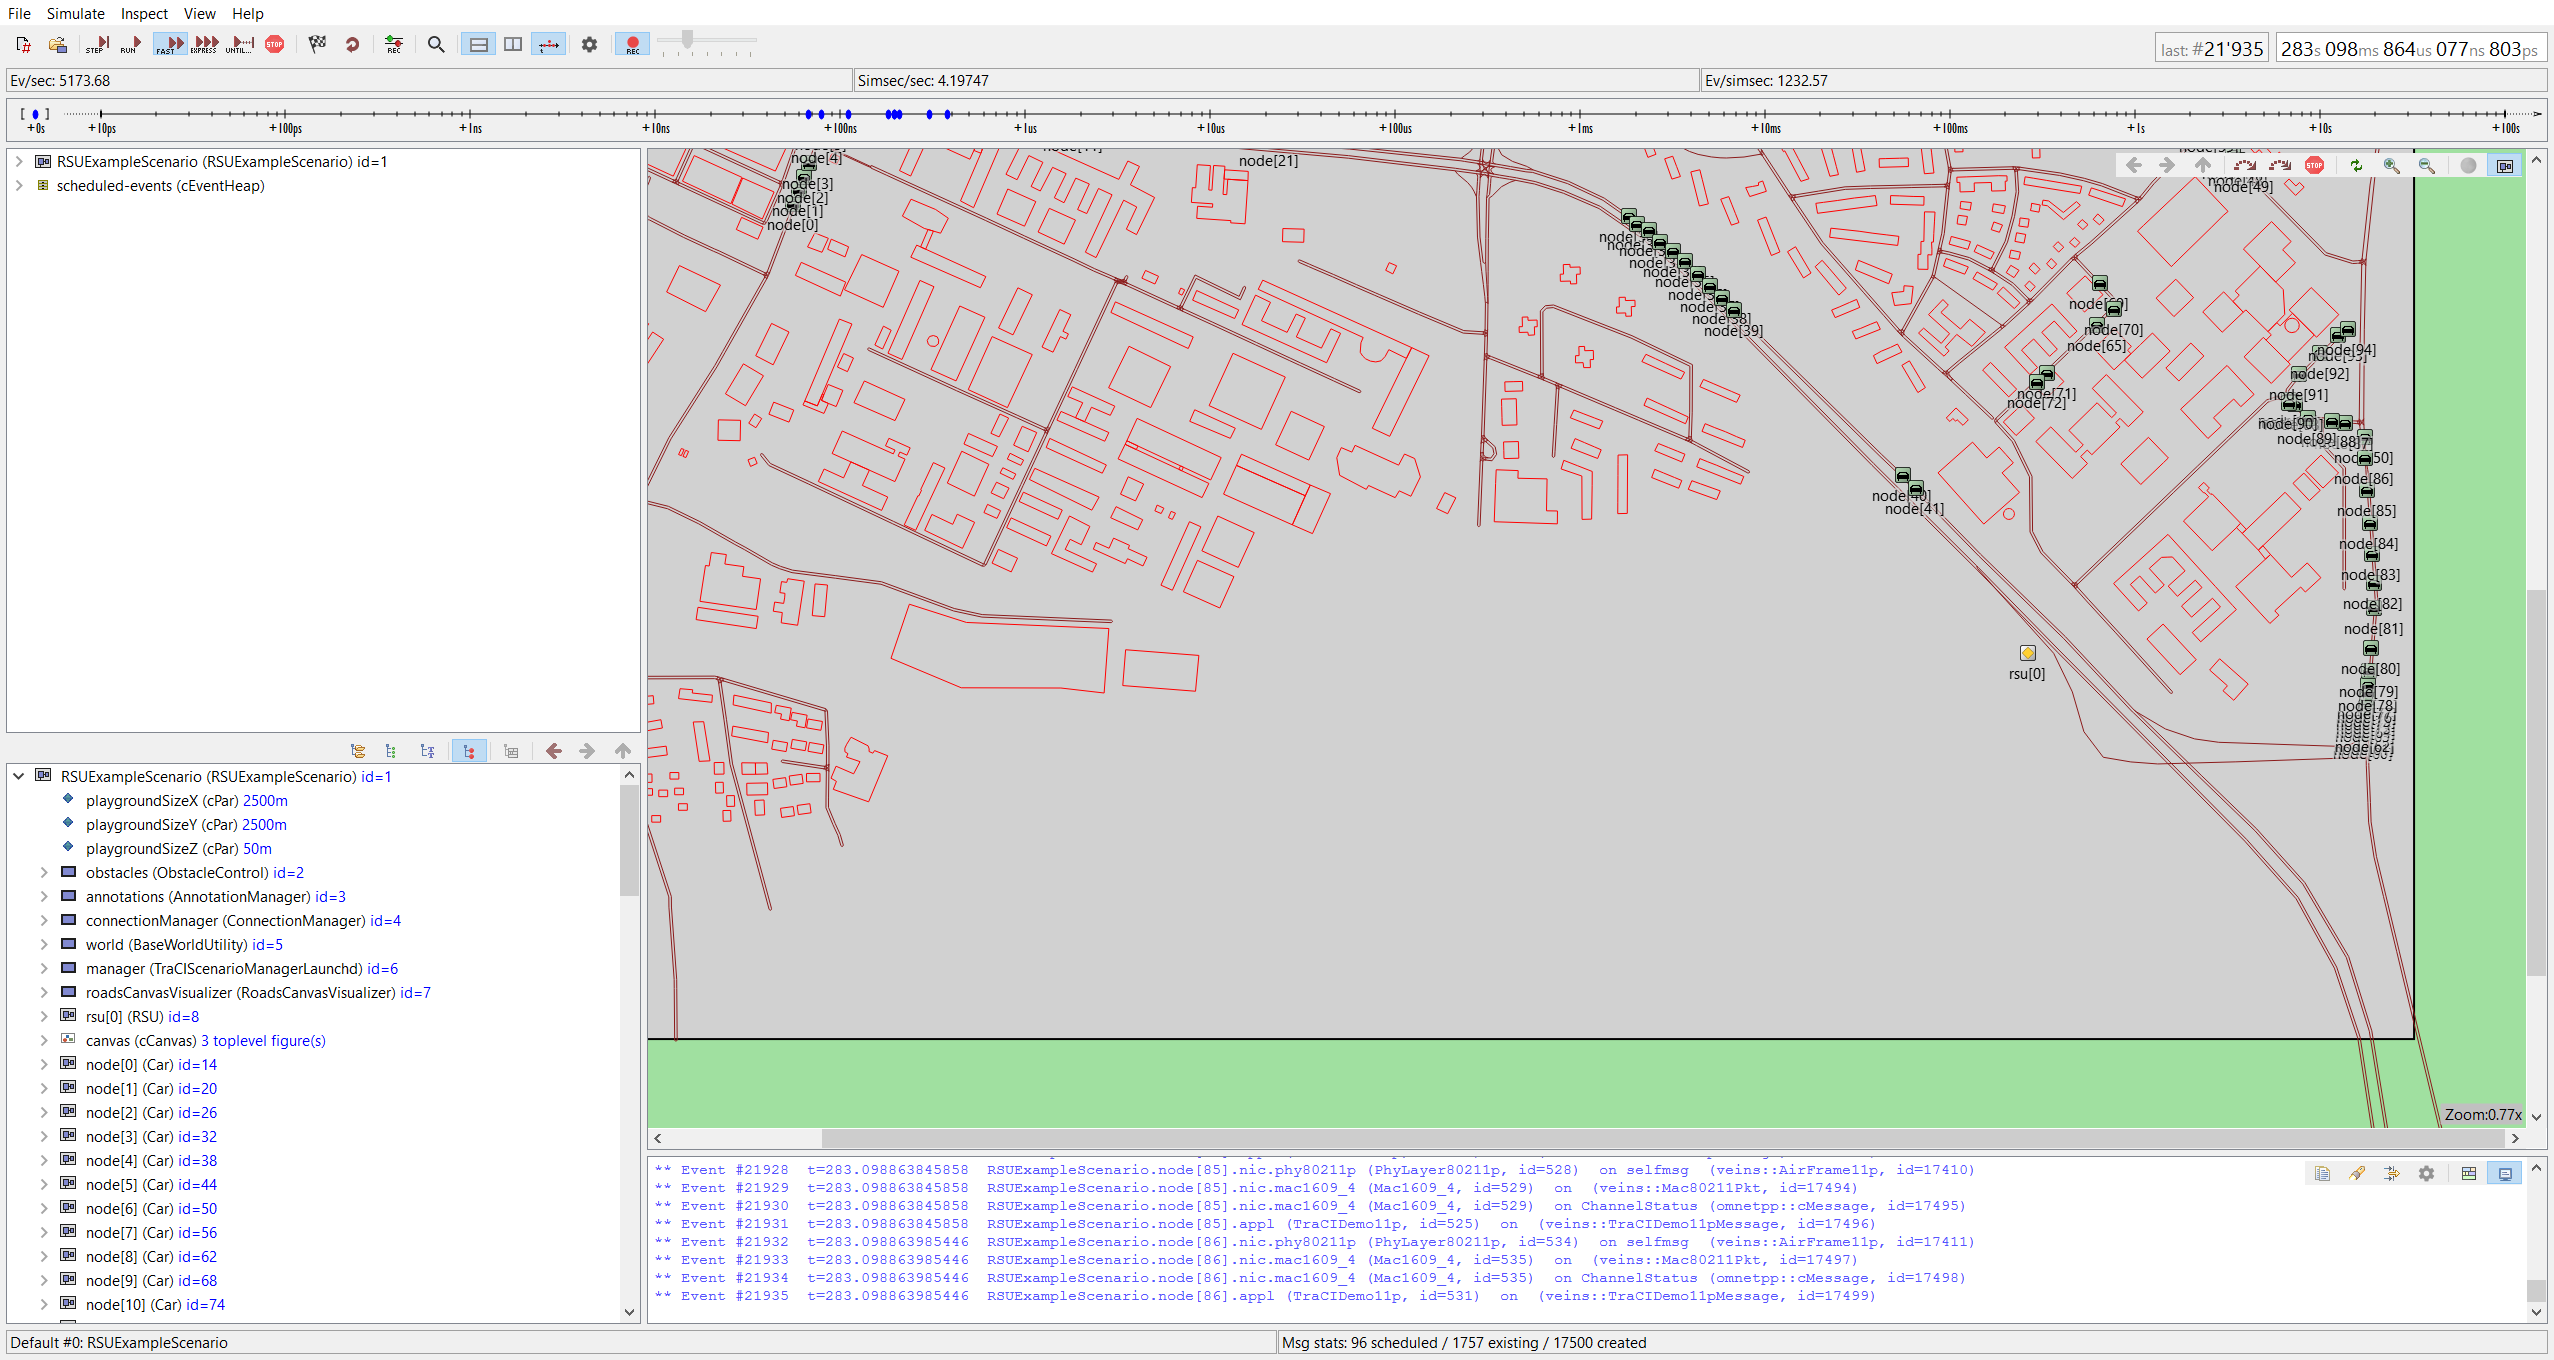 File Simulate Inspect View Help
STEP RUN FAST EXPRESS UNTIL... STOP REC REC
last: #21'935 283s 098ms 864us 077ns 803ps
Ev/sec: 5173.68 Simsec/sec: 4.19747 Ev/simsec: 1232.57
+0s +10ps +100ps +1ns +10ns +100ns +1us +10us +100us +1ms +10ms +100ms +1s +10s +100s
RSUExampleScenario (RSUExampleScenario) id=1
scheduled-events (cEventHeap)
RSUExampleScenario (RSUExampleScenario) id=1
playgroundSizeX (cPar) 2500m
playgroundSizeY (cPar) 2500m
playgroundSizeZ (cPar) 50m
obstacles (ObstacleControl) id=2
annotations (AnnotationManager) id=3
connectionManager (ConnectionManager) id=4
world (BaseWorldUtility) id=5
manager (TraCIScenarioManagerLaunchd) id=6
roadsCanvasVisualizer (RoadsCanvasVisualizer) id=7
rsu[0] (RSU) id=8
canvas (cCanvas) 3 toplevel figure(s)
node[0] (Car) id=14
node[1] (Car) id=20
node[2] (Car) id=26
node[3] (Car) id=32
node[4] (Car) id=38
node[5] (Car) id=44
node[6] (Car) id=50
node[7] (Car) id=56
node[8] (Car) id=62
node[9] (Car) id=68
node[10] (Car) id=74
node[4]
node[3]
node[2]
node[1]
node[0]
node[21]
STOP
node[49]
node[39]
node[40]
node[41]
node[69]
node[70]
node[65]
node[71]
node[72]
node[94]
node[92]
node[91]
node[90]
node[89]
node[50]
node[86]
node[85]
node[84]
node[83]
node[82]
node[81]
node[80]
node[79]
node[78]
node[62]
rsu[0]
Zoom:0.77x
** Event #21928 t=283.098863845858 RSUExampleScenario.node[85].nic.phy80211p (PhyLayer80211p, id=528) on selfmsg (veins::AirFrame11p, id=17410)
** Event #21929 t=283.098863845858 RSUExampleScenario.node[85].nic.mac1609_4 (Mac1609_4, id=529) on (veins::Mac80211Pkt, id=17494)
** Event #21930 t=283.098863845858 RSUExampleScenario.node[85].nic.mac1609_4 (Mac1609_4, id=529) on ChannelStatus (omnetpp::cMessage, id=17495)
** Event #21931 t=283.098863845858 RSUExampleScenario.node[85].appl (TraCIDemo11p, id=525) on (veins::TraCIDemo11pMessage, id=17496)
** Event #21932 t=283.098863985446 RSUExampleScenario.node[86].nic.phy80211p (PhyLayer80211p, id=534) on selfmsg (veins::AirFrame11p, id=17411)
** Event #21933 t=283.098863985446 RSUExampleScenario.node[86].nic.mac1609_4 (Mac1609_4, id=535) on (veins::Mac80211Pkt, id=17497)
** Event #21934 t=283.098863985446 RSUExampleScenario.node[86].nic.mac1609_4 (Mac1609_4, id=535) on ChannelStatus (omnetpp::cMessage, id=17498)
** Event #21935 t=283.098863985446 RSUExampleScenario.node[86].appl (TraCIDemo11p, id=531) on (veins::TraCIDemo11pMessage, id=17499)
Default #0: RSUExampleScenario Msg stats: 96 scheduled / 1757 existing / 17500 created